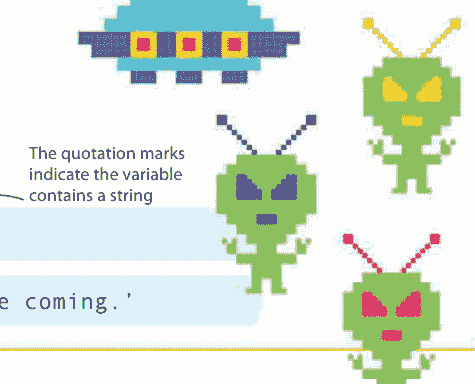 The quotation marks
indicate the variable
contains a string
e coming.'